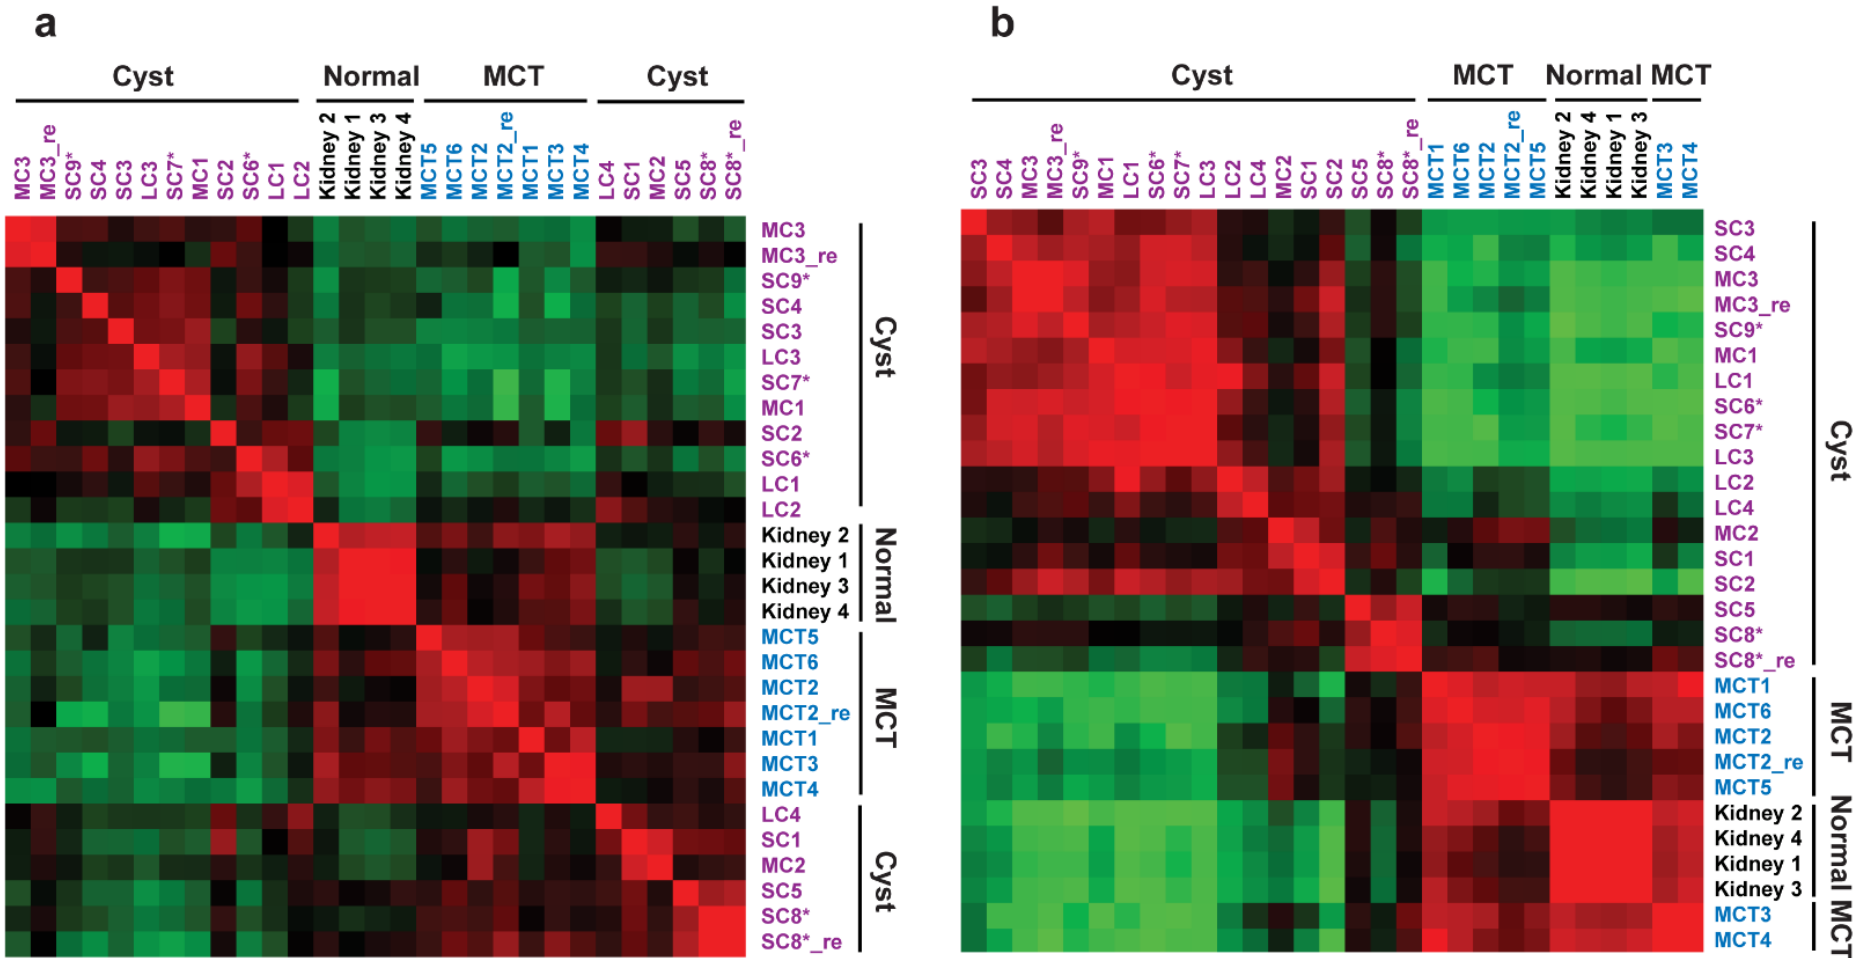 a
Cyst Normal MCT Cyst
MC3 MC3_re SC9* SC4 SC3 LC3 SC7* MC1 SC2 SC6* LC1 LC2 Kidney 2 Kidney 1 Kidney 3 Kidney 4 MCT5 MCT6 MCT2 MCT2_re MCT1 MCT3 MCT4 LC4 SC1 MC2 SC5 SC8* SC8*_re
MC3
MC3_re
SC9*
SC4
SC3
LC3
SC7*
MC1
SC2
SC6*
LC1
LC2
Kidney 2
Kidney 1
Kidney 3
Kidney 4
MCT5
MCT6
MCT2
MCT2_re
MCT1
MCT3
MCT4
LC4
SC1
MC2
SC5
SC8*
SC8*_re
Cyst
Normal
MCT
Cyst
b
Cyst MCT Normal MCT
SC3 SC4 MC3 MC3_re SC9* MC1 LC1 SC6* SC7* LC3 LC2 LC4 MC2 SC1 SC2 SC5 SC8* SC8*_re MCT1 MCT6 MCT2 MCT2_re MCT5 Kidney 2 Kidney 4 Kidney 1 Kidney 3 MCT3 MCT4
SC3
SC4
MC3
MC3_re
SC9*
MC1
LC1
SC6*
SC7*
LC3
LC2
LC4
MC2
SC1
SC2
SC5
SC8*
SC8*_re
MCT1
MCT6
MCT2
MCT2_re
MCT5
Kidney 2
Kidney 4
Kidney 1
Kidney 3
MCT3
MCT4
Cyst
MCT
Normal
MCT